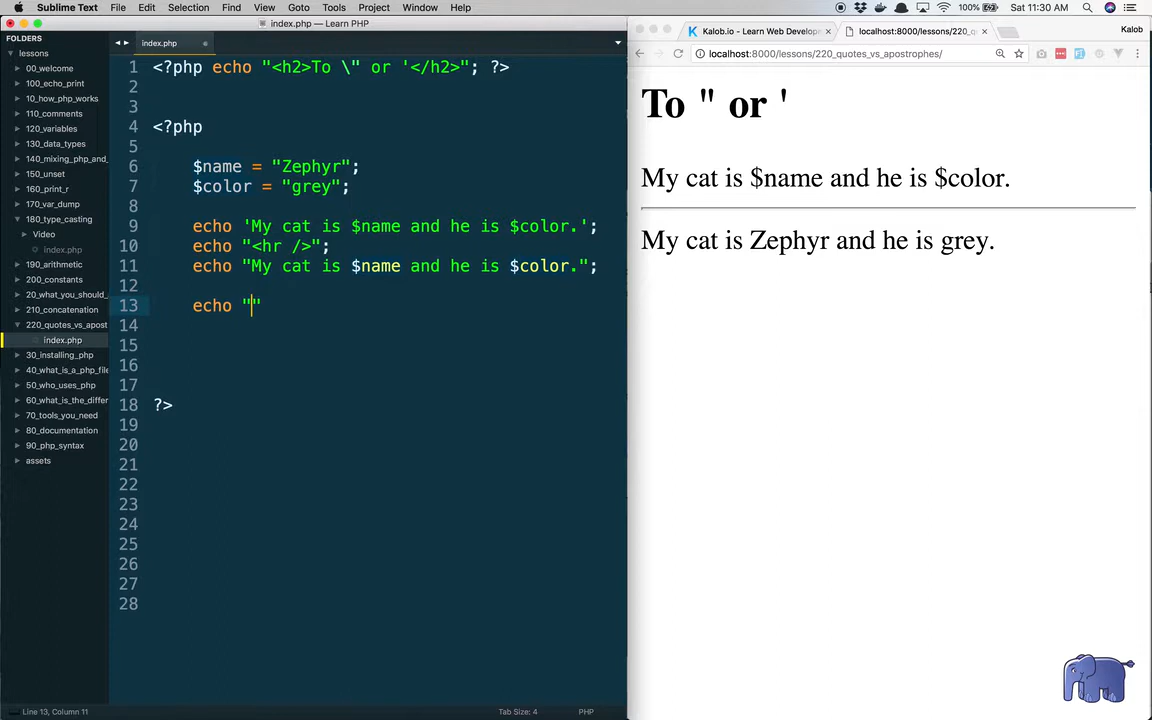 Sublime Text File Edit Selection Find View Goto Tools Project Window Help 100% Sat 11:30 AM
index.php — Learn PHP
Kalob.io - Learn Web Develop
localhost:8000/lessons/220_q
Kalob
FOLDERS
lessons
00_welcome
100_echo_print
10_how_php_works
110_comments
120_variables
130_data_types
140_mixing_php_and_
150_unset
160_print_r
170_var_dump
180_type_casting
Video
index.php
190_arithmetic
200_constants
20_what_you_should_
210_concatenation
220_quotes_vs_apost
index.php
30_installing_php
40_what_is_a_php_file
50_who_uses_php
60_what_is_the_differ
70_tools_you_need
80_documentation
90_php_syntax
assets
index.php
1 <?php echo "<h2>To \" or '</h2>"; ?>
2
3
4 <?php
5
6 $name = "Zephyr";
7 $color = "grey";
8
9 echo 'My cat is $name and he is $color.';
10 echo "<hr />";
11 echo "My cat is $name and he is $color.";
12
13 echo ""
14
15
16
17
18 ?>
19
20
21
22
23
24
25
26
27
28
Line 13, Column 11 Tab Size: 4 PHP
localhost:8000/lessons/220_quotes_vs_apostrophes/
To " or '
My cat is $name and he is $color.
My cat is Zephyr and he is grey.